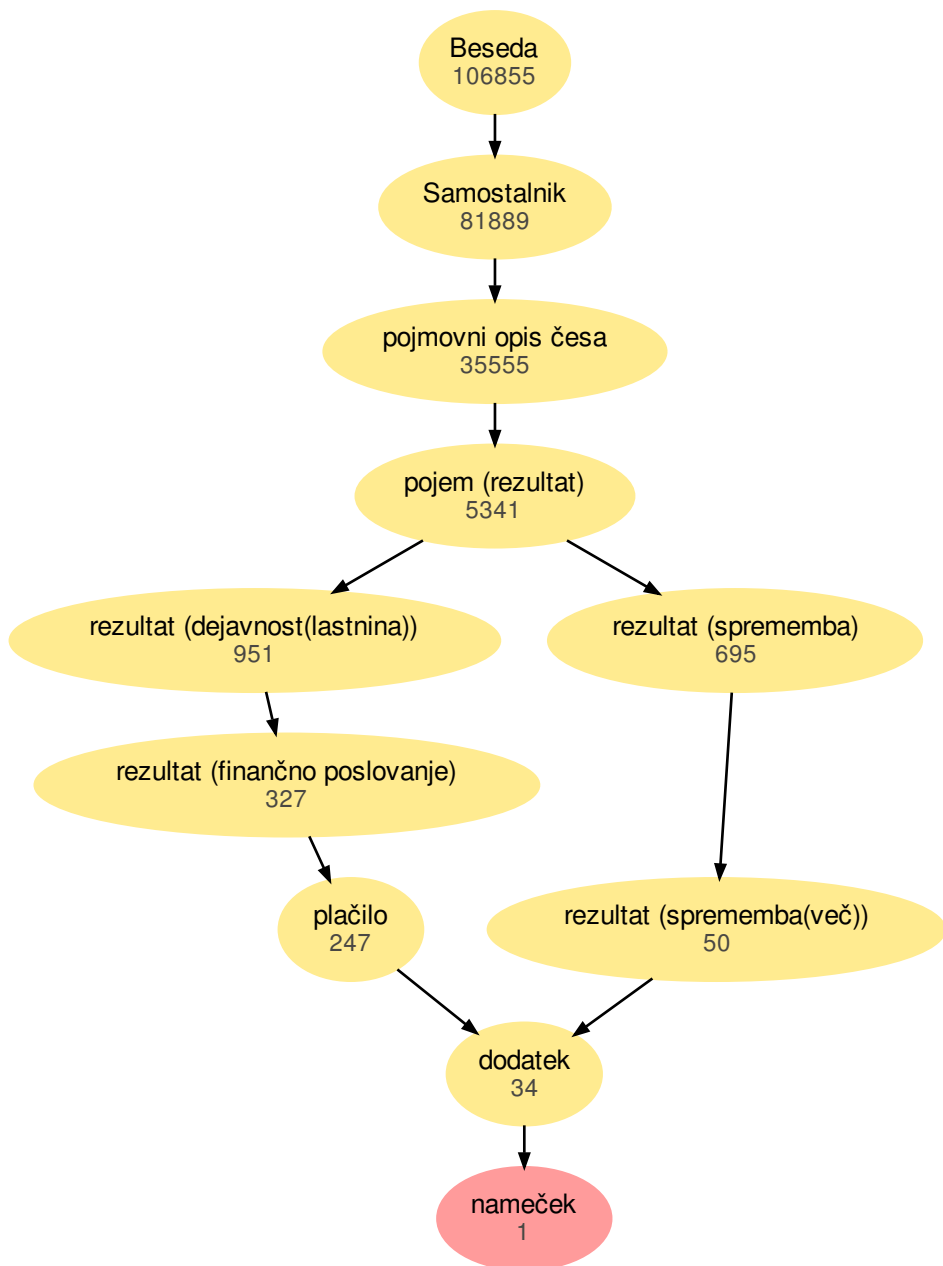 Beseda
106855
Samostalnik
81889
pojmovni opis česa
35555
pojem (rezultat)
5341
rezultat (dejavnost(lastnina))
951
rezultat (sprememba)
695
rezultat (finančno poslovanje)
327
plačilo
247
rezultat (sprememba(več))
50
dodatek
34
nameček
1